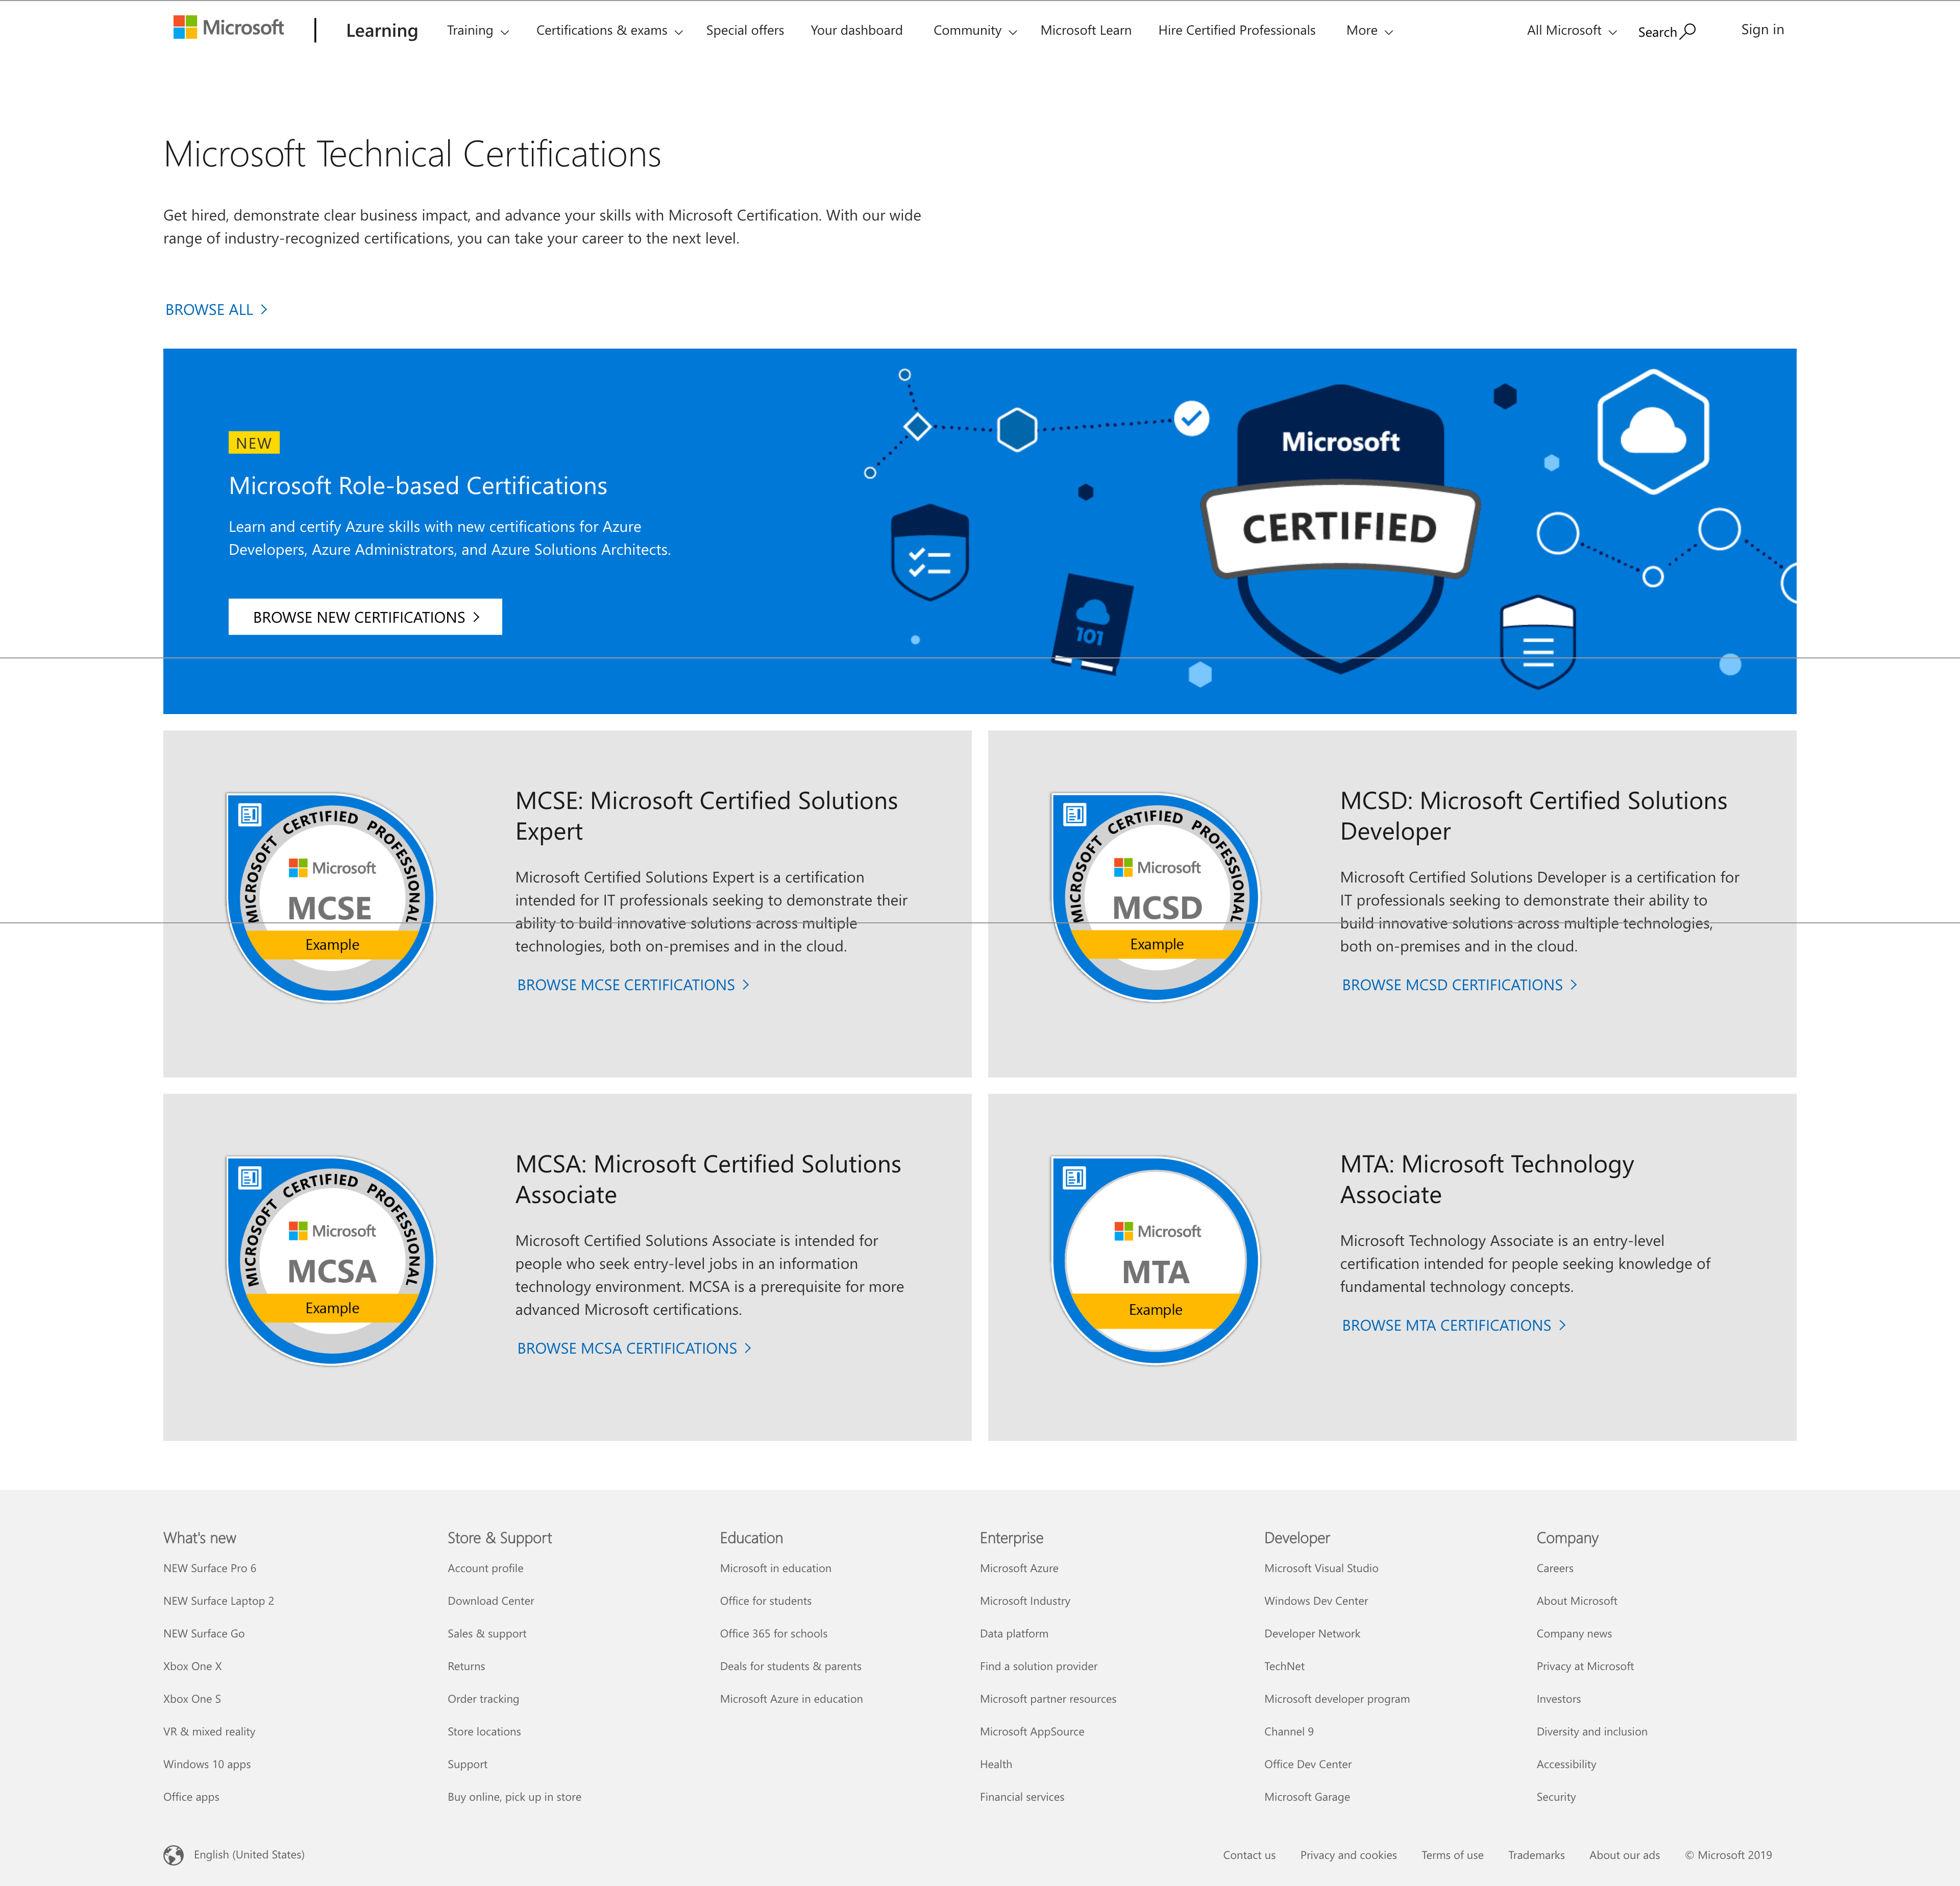 Microsoft
Learning
Training
Certifications & exams
Special offers
Your dashboard
Community
Microsoft Learn
Hire Certified Professionals
More
All Microsoft
Search
Sign in
Microsoft Technical Certifications
Get hired, demonstrate clear business impact, and advance your skills with Microsoft Certification. With our wide
range of industry-recognized certifications, you can take your career to the next level.
BROWSE ALL
NEW
Microsoft Role-based Certifications
Learn and certify Azure skills with new certifications for Azure
Developers, Azure Administrators, and Azure Solutions Architects.
BROWSE NEW CERTIFICATIONS
Microsoft
CERTIFIED
101
MICROSOFT CERTIFIED PROFESSIONAL
Microsoft
MCSE
Example
MCSE: Microsoft Certified Solutions
Expert
Microsoft Certified Solutions Expert is a certification
intended for IT professionals seeking to demonstrate their
ability to build innovative solutions across multiple
technologies, both on-premises and in the cloud.
BROWSE MCSE CERTIFICATIONS
MICROSOFT CERTIFIED PROFESSIONAL
Microsoft
MCSD
Example
MCSD: Microsoft Certified Solutions
Developer
Microsoft Certified Solutions Developer is a certification for
IT professionals seeking to demonstrate their ability to
build innovative solutions across multiple technologies,
both on-premises and in the cloud.
BROWSE MCSD CERTIFICATIONS
MICROSOFT CERTIFIED PROFESSIONAL
Microsoft
MCSA
Example
MCSA: Microsoft Certified Solutions
Associate
Microsoft Certified Solutions Associate is intended for
people who seek entry-level jobs in an information
technology environment. MCSA is a prerequisite for more
advanced Microsoft certifications.
BROWSE MCSA CERTIFICATIONS
Microsoft
MTA
Example
MTA: Microsoft Technology
Associate
Microsoft Technology Associate is an entry-level
certification intended for people seeking knowledge of
fundamental technology concepts.
BROWSE MTA CERTIFICATIONS
What's new
NEW Surface Pro 6
NEW Surface Laptop 2
NEW Surface Go
Xbox One X
Xbox One S
VR & mixed reality
Windows 10 apps
Office apps
Store & Support
Account profile
Download Center
Sales & support
Returns
Order tracking
Store locations
Support
Buy online, pick up in store
Education
Microsoft in education
Office for students
Office 365 for schools
Deals for students & parents
Microsoft Azure in education
Enterprise
Microsoft Azure
Microsoft Industry
Data platform
Find a solution provider
Microsoft partner resources
Microsoft AppSource
Health
Financial services
Developer
Microsoft Visual Studio
Windows Dev Center
Developer Network
TechNet
Microsoft developer program
Channel 9
Office Dev Center
Microsoft Garage
Company
Careers
About Microsoft
Company news
Privacy at Microsoft
Investors
Diversity and inclusion
Accessibility
Security
English (United States)
Contact us
Privacy and cookies
Terms of use
Trademarks
About our ads
© Microsoft 2019